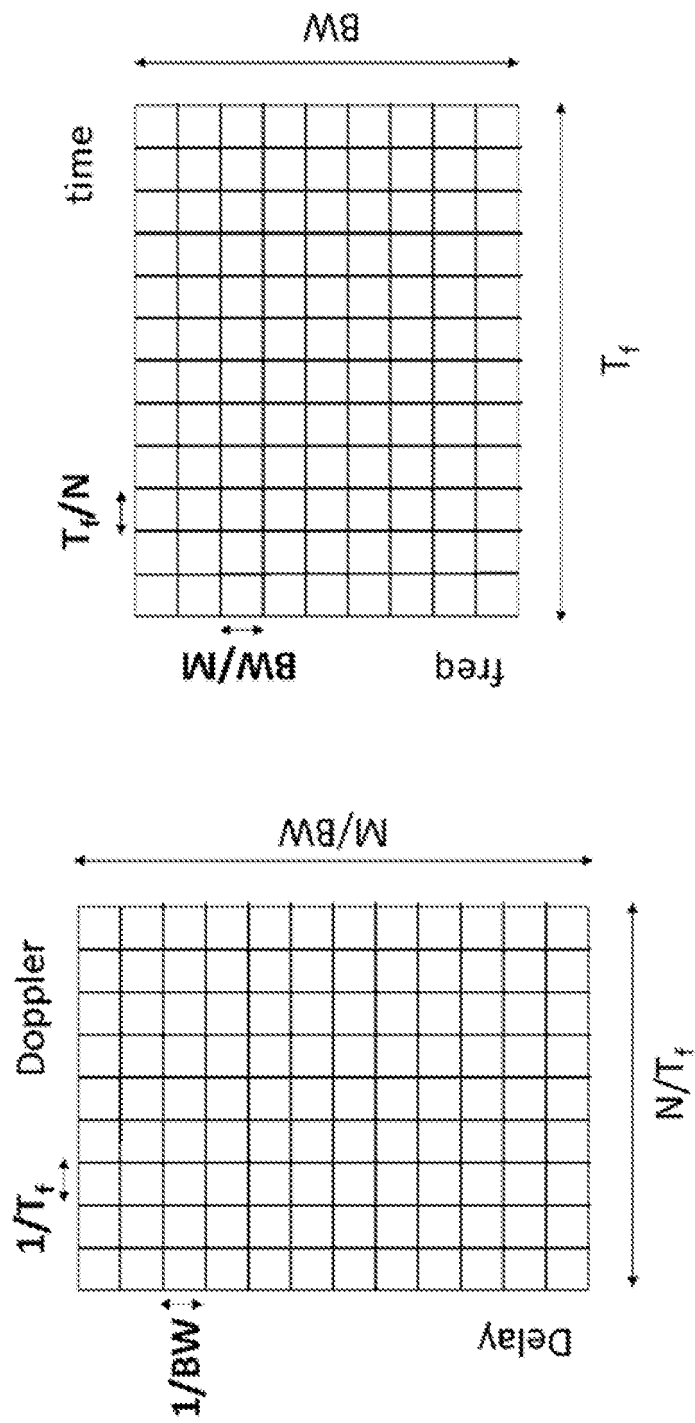 1/T_f
Doppler
1/BW
Delay
M/BW
N/T_f
T_f/N
time
BW/M
freq
BW
T_f